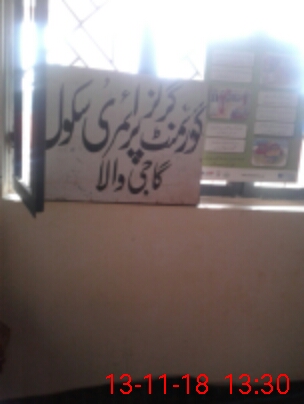 گورنمنٹ گرلز پرائمری سکول
گاجی والا
13-11-18 13:30